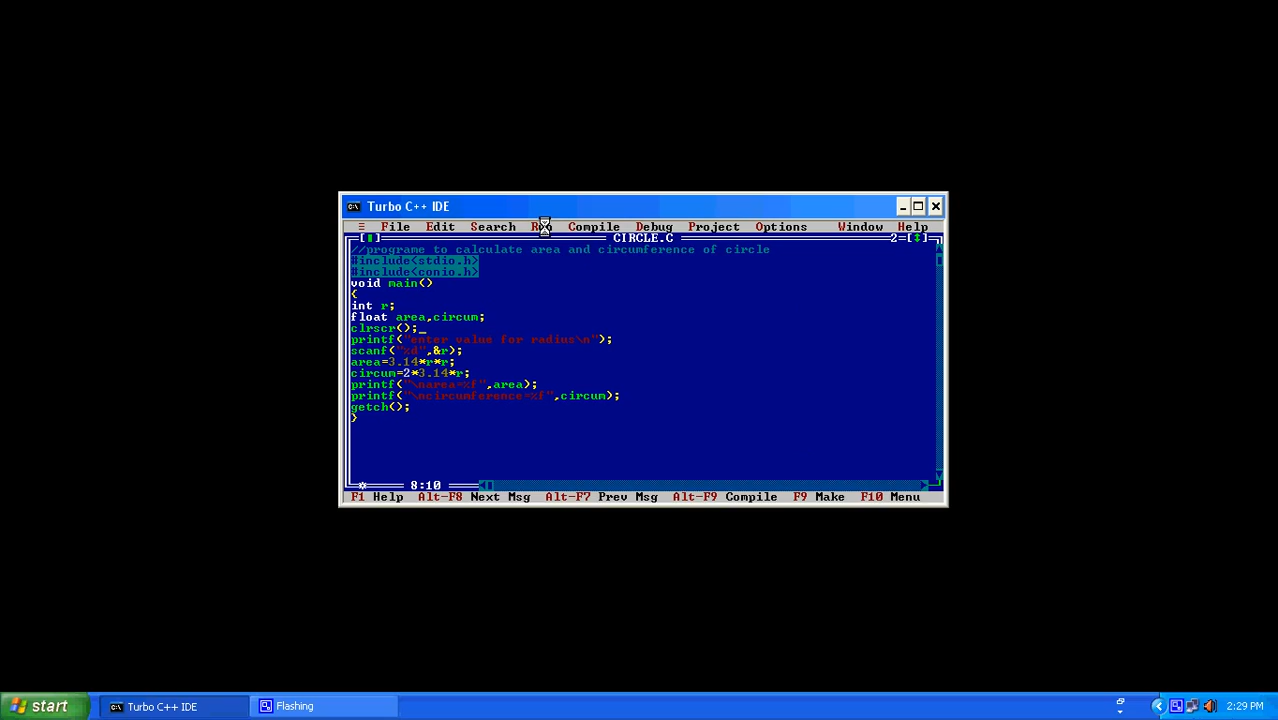 Turbo C++ IDE
≡ File Edit Search Run Compile Debug Project Options Window Help
[▮] CIRCLE.C 2=[↕]
//programe to calculate area and circumference of circle
#include<stdio.h>
#include<conio.h>
void main()
{
int r;
float area,circum;
clrscr();_
printf("enter value for radius\n");
scanf("%d",&r);
area=3.14*r*r;
circum=2*3.14*r;
printf("\narea=%f",area);
printf("\ncircumference=%f",circum);
getch();
}
8:10
F1 Help Alt-F8 Next Msg Alt-F7 Prev Msg Alt-F9 Compile F9 Make F10 Menu
start Turbo C++ IDE Flashing 2:29 PM